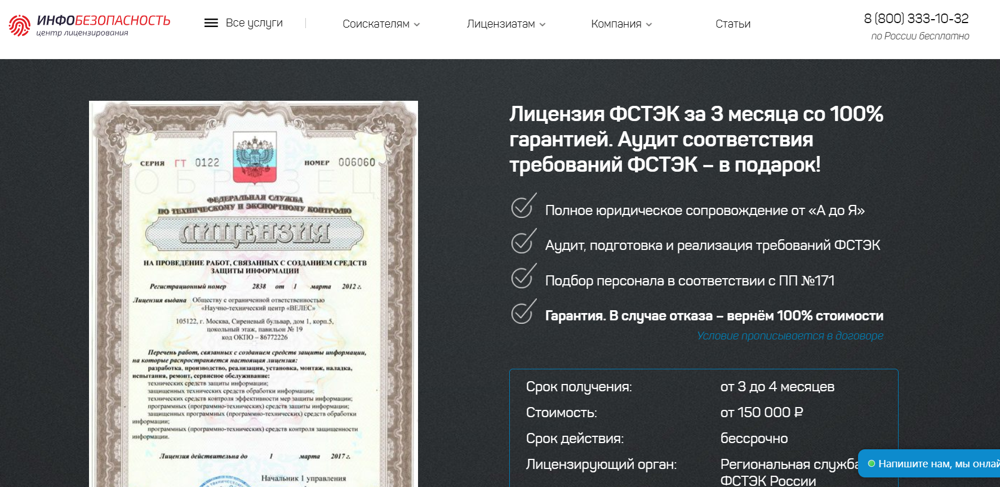 ИНФОБЕЗОПАСНОСТЬ
центр лицензирования
Все услуги
Соискателям
Лицензиатам
Компания
Статьи
8 (800) 333-10-32
по России бесплатно
СЕРИЯ ГТ 0122
НОМЕР 006060
ОБРАЗЕЦ
ФЕДЕРАЛЬНАЯ СЛУЖБА
ПО ТЕХНИЧЕСКОМУ И ЭКСПОРТНОМУ КОНТРОЛЮ
ЛИЦЕНЗИЯ
НА ПРОВЕДЕНИЕ РАБОТ, СВЯЗАННЫХ С СОЗДАНИЕМ СРЕДСТВ
ЗАЩИТЫ ИНФОРМАЦИИ
Регистрационный номер 2838 от 1 марта 2012 г.
Лицензия выдана Обществу с ограниченной ответственностью
«Научно-технический центр «ВЕЛЕС»
105122, г. Москва, Сиреневый бульвар, дом 1, корп.5,
цокольный этаж, павильон № 19
код ОКПО – 86772226
Перечень работ, связанных с созданием средств защиты информации,
на которые распространяется настоящая лицензия:
разработка, производство, реализация, установка, монтаж, наладка,
испытания, ремонт, сервисное обслуживание:
технических средств защиты информации;
защищенных технических средств обработки информации;
технических средств контроля эффективности мер защиты информации;
программных (программно-технических) средств защиты информации;
защищенных программных (программно-технических) средств обработки
информации;
программных (программно-технических) средств контроля защищенности
информации.
Лицензия действительна до 1 марта 2017 г.
Начальник 1 управления
Лицензия ФСТЭК за 3 месяца со 100%
гарантией. Аудит соответствия
требований ФСТЭК – в подарок!
Полное юридическое сопровождение от «А до Я»
Аудит, подготовка и реализация требований ФСТЭК
Подбор персонала в соответствии с ПП №171
Гарантия. В случае отказа – вернём 100% стоимости
Условие прописывается в договоре
Срок получения: от 3 до 4 месяцев
Стоимость: от 150 000 ₽
Срок действия: бессрочно
Лицензирующий орган: Региональная служба
ФСТЭК России
Напишите нам, мы онлай